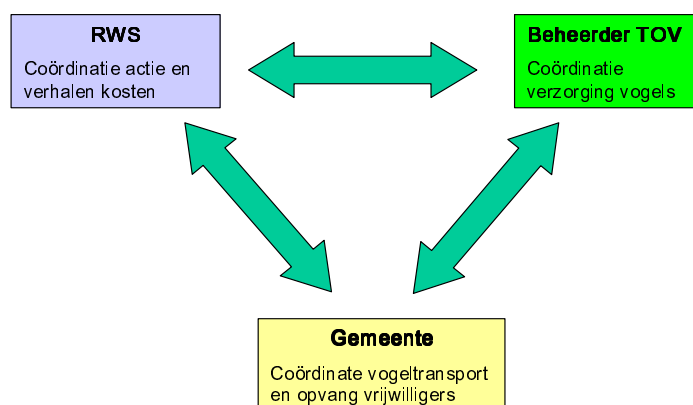 RWS
Coördinatie actie en
verhalen kosten
Beheerder TOV
Coördinatie
verzorging vogels
Gemeente
Coördinate vogeltransport
en opvang vrijwilligers